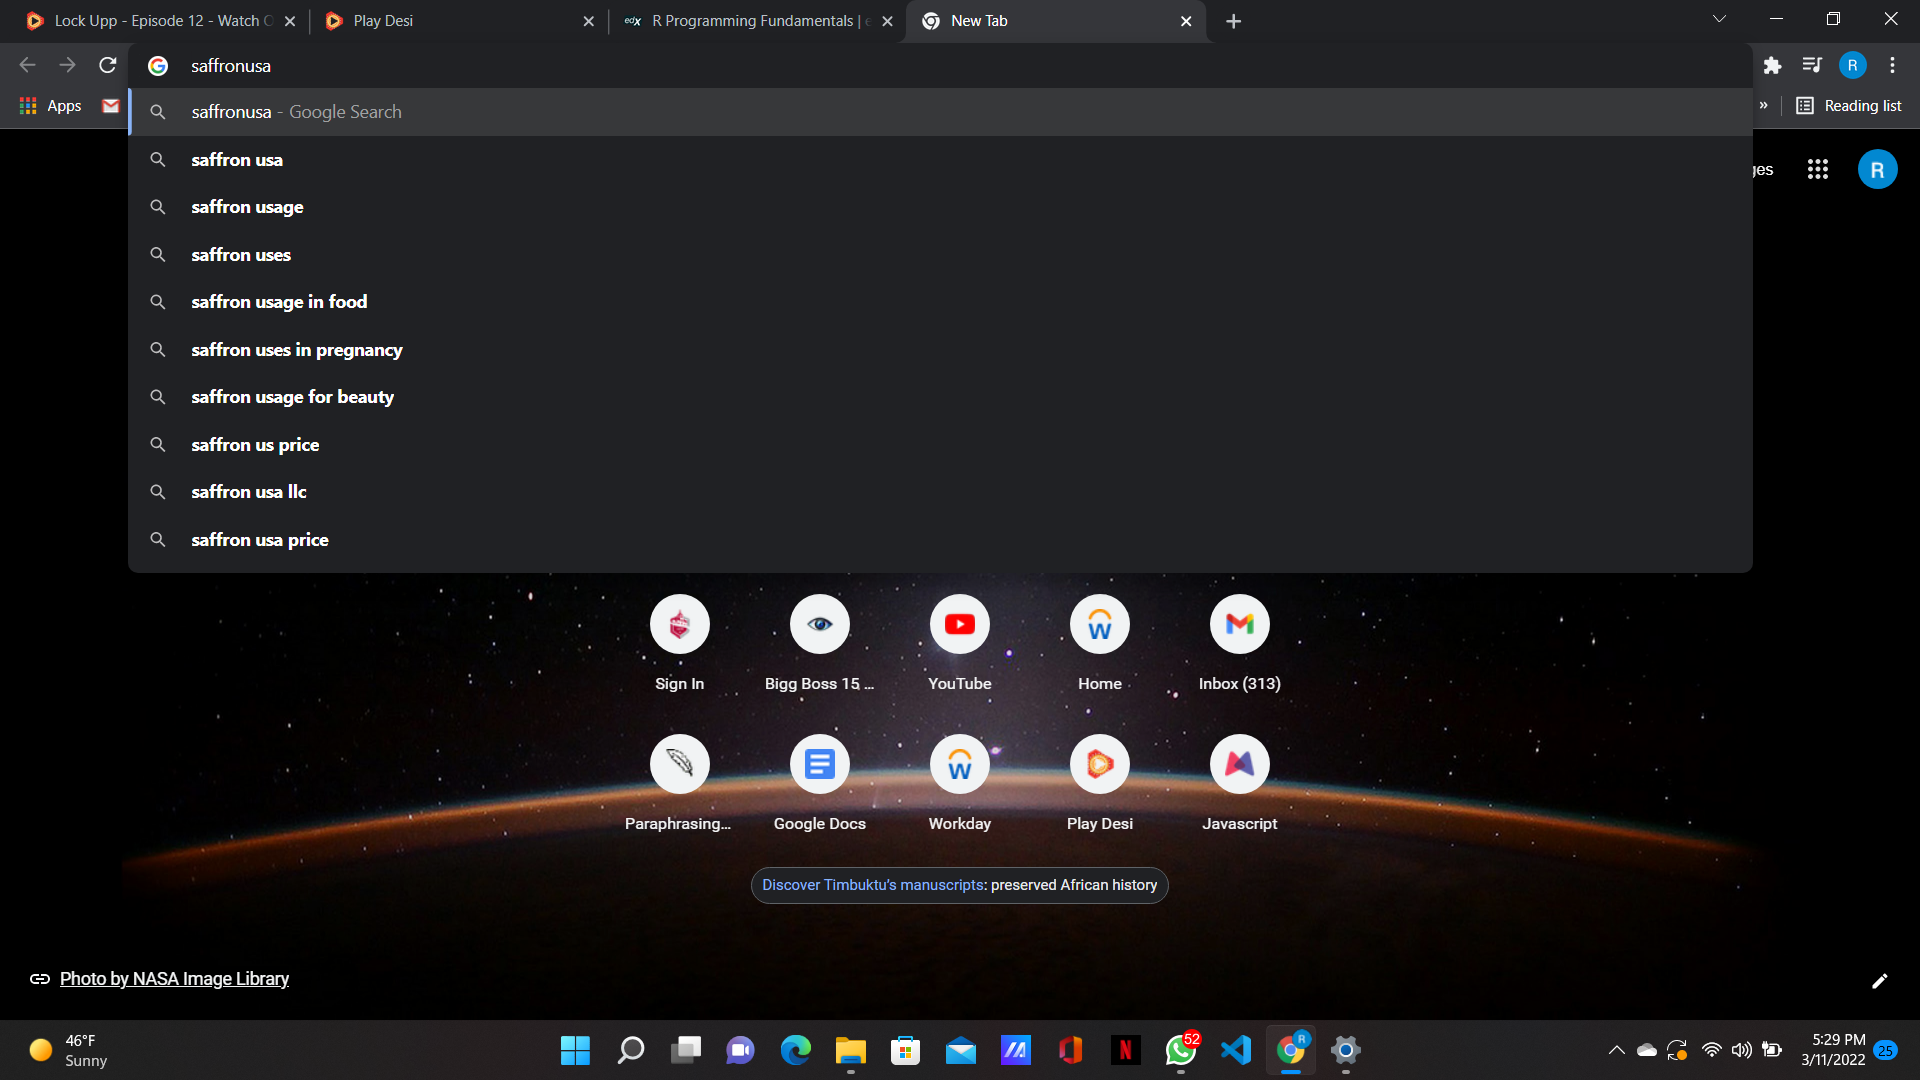 Lock Upp - Episode 12 - Watch O
Play Desi
edX R Programming Fundamentals | e
New Tab
saffronusa
R
Apps
»
Reading list
saffronusa - Google Search
saffron usa
saffron usage
saffron uses
saffron usage in food
saffron uses in pregnancy
saffron usage for beauty
saffron us price
saffron usa llc
saffron usa price
ges
R
Sign In
Bigg Boss 15 ...
YouTube
Home
Inbox (313)
Paraphrasing...
Google Docs
Workday
Play Desi
Javascript
Discover Timbuktu’s manuscripts: preserved African history
Photo by NASA Image Library
46°F
Sunny
52
R
5:29 PM
3/11/2022
25